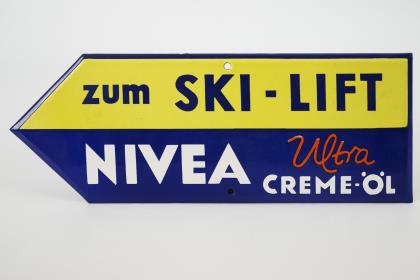 zum SKI-LIFT
NIVEA Ultra
CREME-ÖL